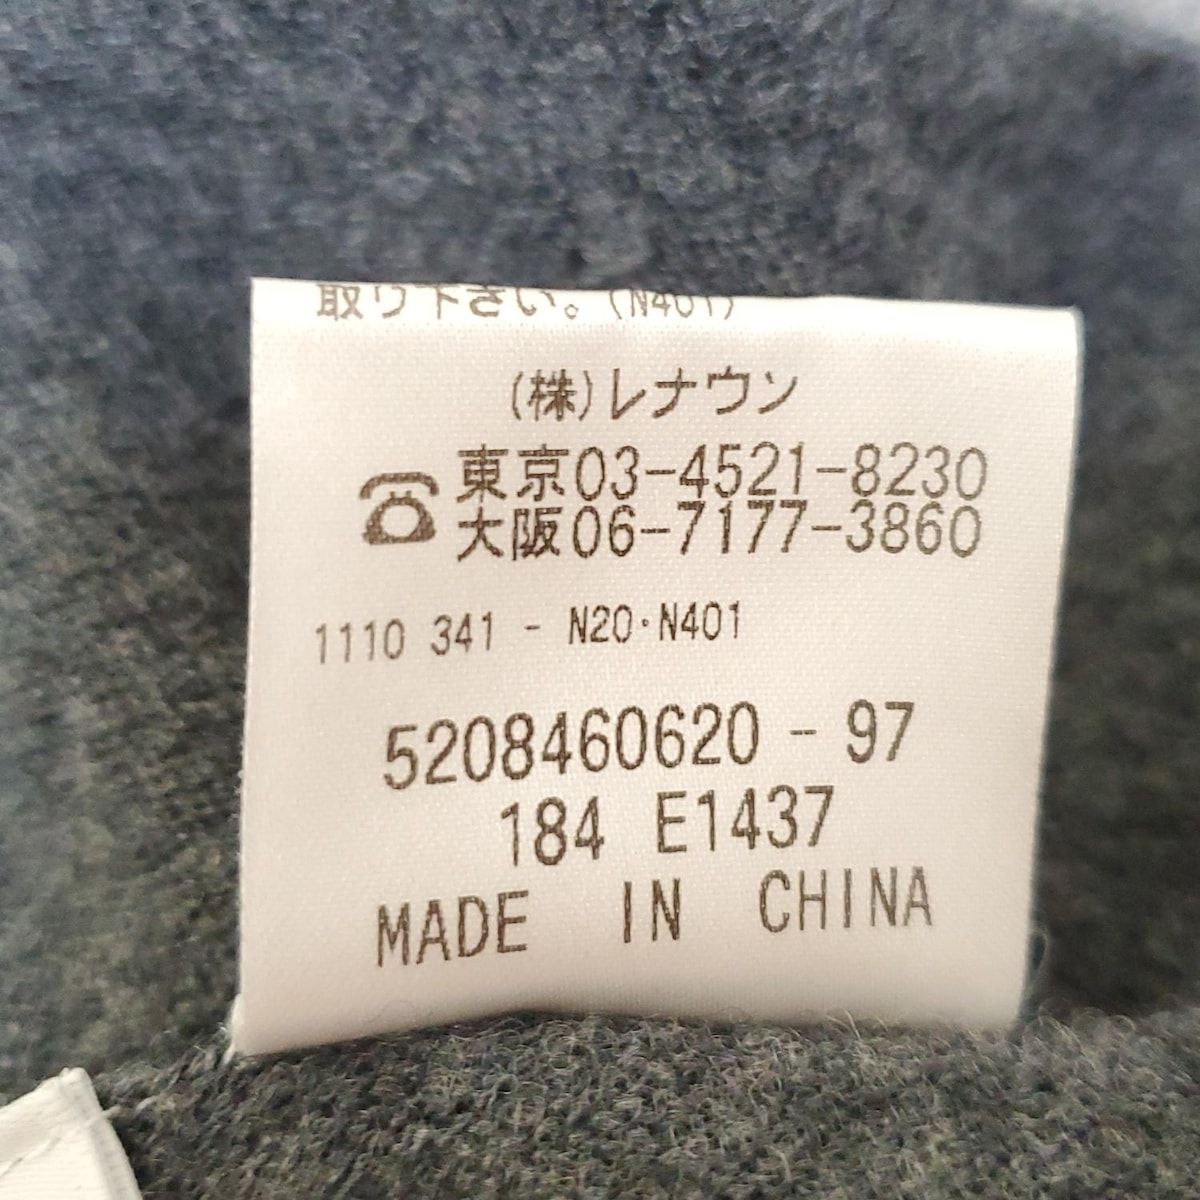 取り下さい。(N401)
(株)レナウン
東京03-4521-8230
大阪06-7177-3860
1110 341 - N20・N401
5208460620 - 97
184 E1437
MADE IN CHINA